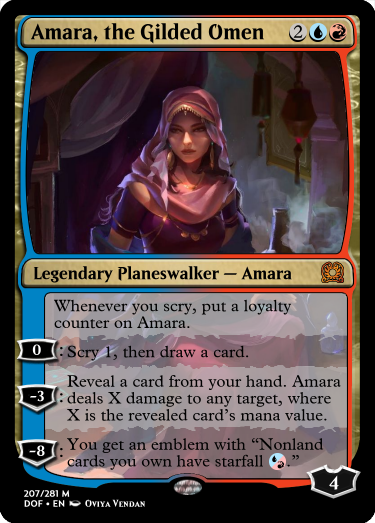 Amara, the Gilded Omen 2
Legendary Planeswalker — Amara
Whenever you scry, put a loyalty
counter on Amara.
0 : Scry 1, then draw a card.
Reveal a card from your hand. Amara
-3 : deals X damage to any target, where
X is the revealed card's mana value.
-8 : You get an emblem with “Nonland
cards you own have starfall .”
4
207/281 M
DOF • EN Oviya Vendan